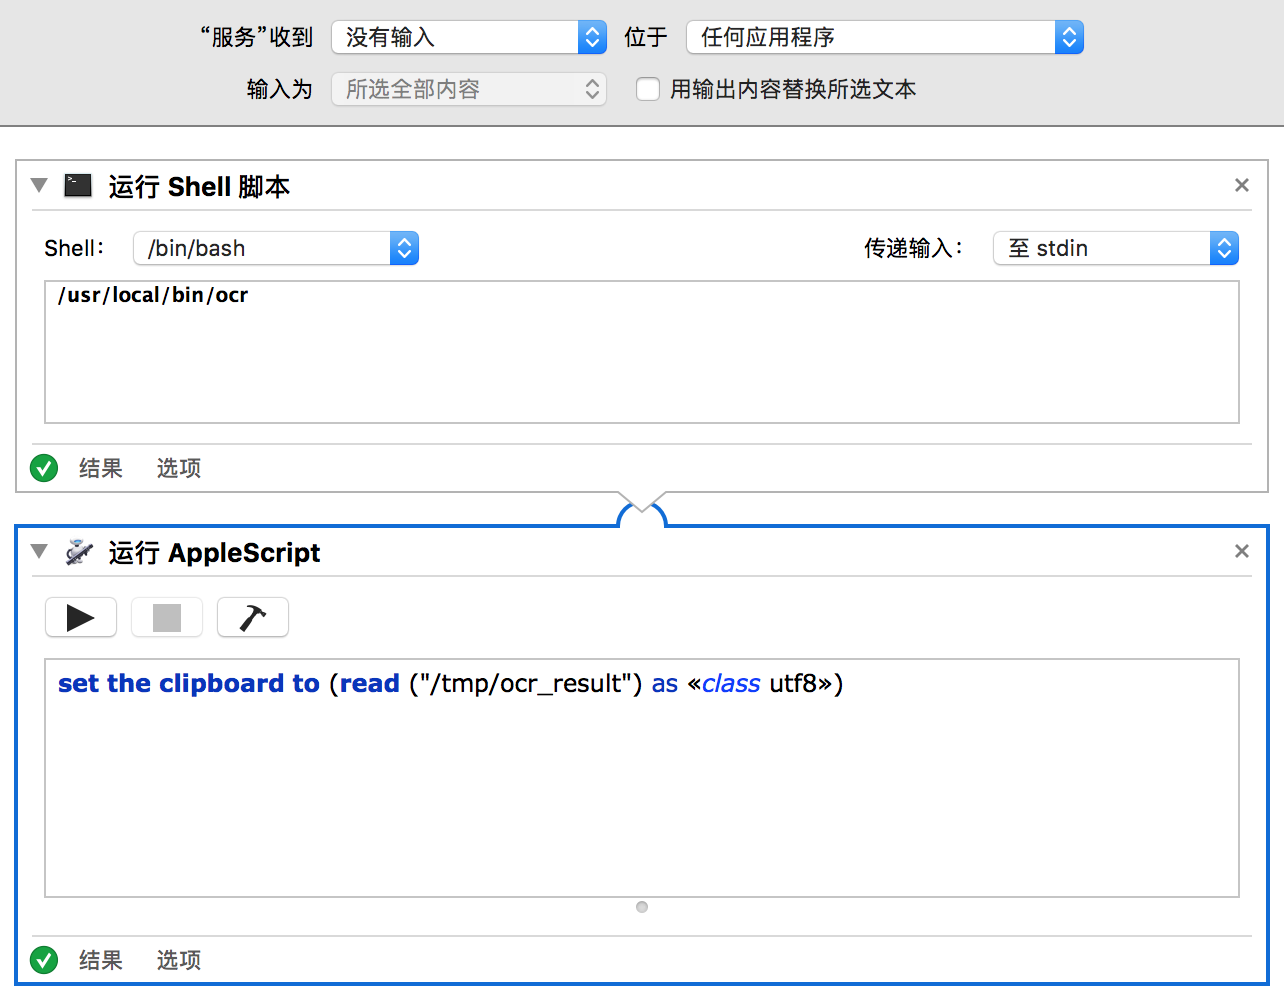 “服务”收到 没有输入 位于 任何应用程序
输入为 所选全部内容 用输出内容替换所选文本
运行 Shell 脚本
Shell: /bin/bash 传递输入： 至 stdin
/usr/local/bin/ocr
结果 选项
运行 AppleScript
set the clipboard to (read ("/tmp/ocr_result") as «class utf8»)
结果 选项